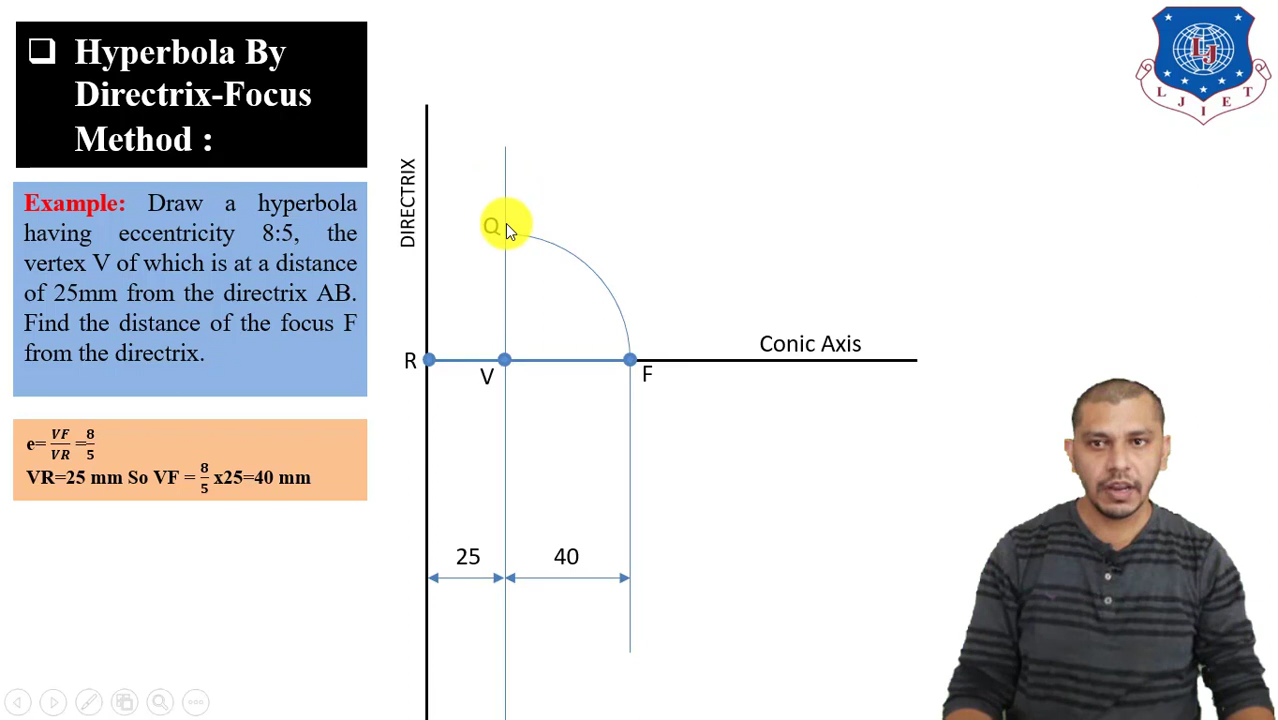 ❑ Hyperbola By
Directrix-Focus
Method :
Example: Draw a hyperbola
having eccentricity 8:5, the
vertex V of which is at a distance
of 25mm from the directrix AB.
Find the distance of the focus F
from the directrix.
e= VF/VR =8/5
VR=25 mm So VF = 8/5 x25=40 mm
DIRECTRIX
Q
R
V
F
Conic Axis
25
40
LJ
L J I E T